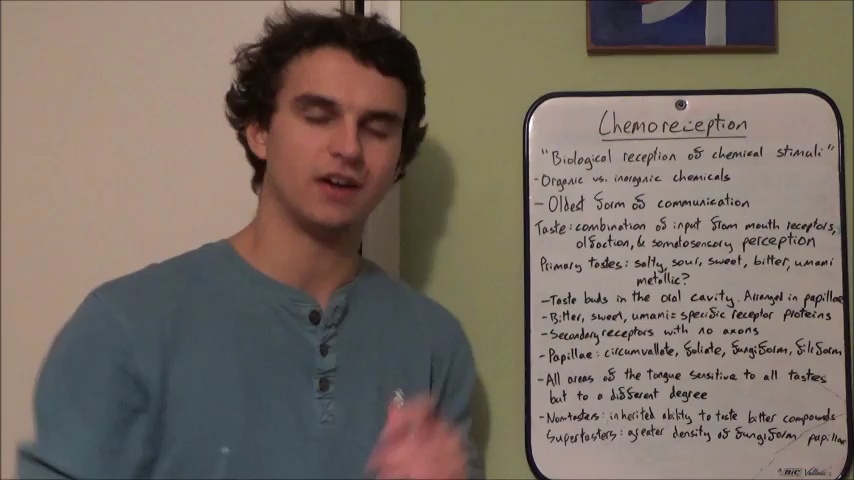 Chemoreception
"Biological reception of chemical stimuli"
- Organic vs. inorganic chemicals
- Oldest form of communication
Taste: combination of input from mouth receptors,
olfaction, & somatosensory perception
Primary tastes: salty, sour, sweet, bitter, umami
metallic?
- Taste buds in the oral cavity. Arranged in papillae
- Bitter, sweet, umami = specific receptor proteins
- Secondary receptors with no axons
- Papillae: circumvallate, foliate, fungiform, filiform
- All areas of the tongue sensitive to all tastes
but to a different degree
- Nontasters: inherited ability to taste bitter compounds
Supertasters: greater density of fungiform papillae
BIC Velleda